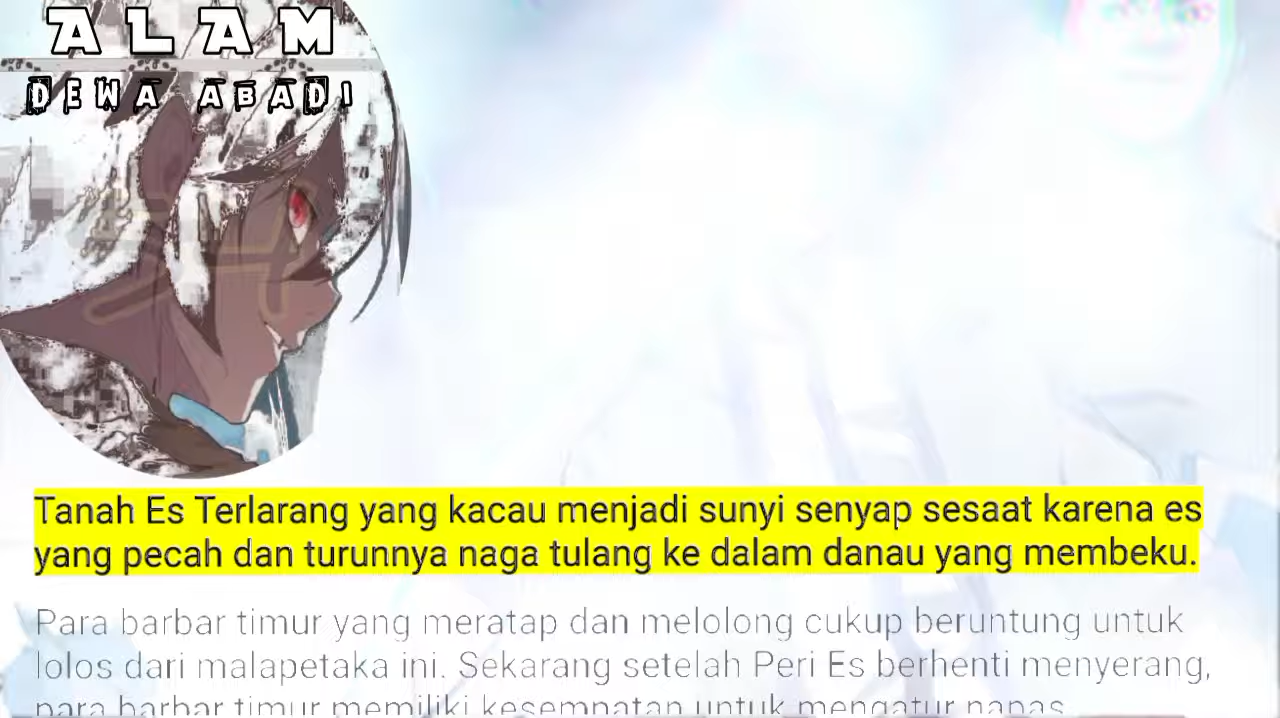 ALAM
DEWA ABADI
Tanah Es Terlarang yang kacau menjadi sunyi senyap sesaat karena es
yang pecah dan turunnya naga tulang ke dalam danau yang membeku.
Para barbar timur yang meratap dan melolong cukup beruntung untuk
lolos dari malapetaka ini. Sekarang setelah Peri Es berhenti menyerang,
para barbar timur memiliki kesempatan untuk mengatur napas